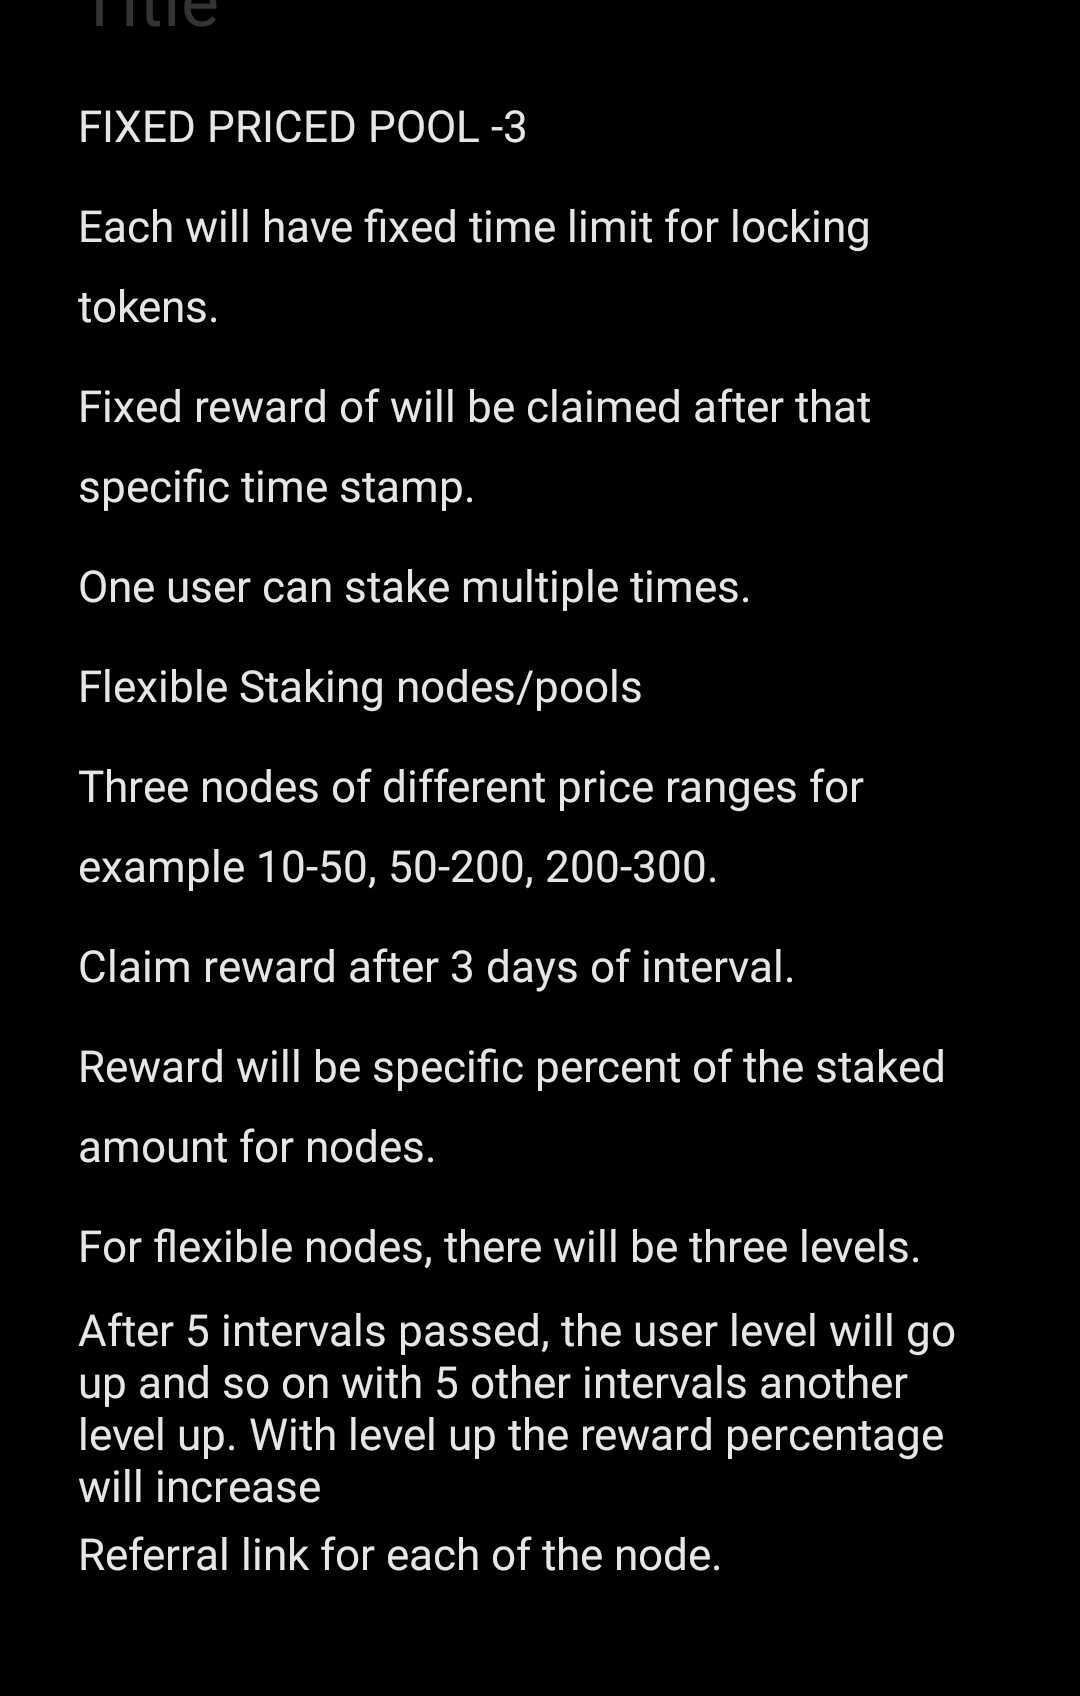 Title
FIXED PRICED POOL -3
Each will have fixed time limit for locking
tokens.
Fixed reward of will be claimed after that
specific time stamp.
One user can stake multiple times.
Flexible Staking nodes/pools
Three nodes of different price ranges for
example 10-50, 50-200, 200-300.
Claim reward after 3 days of interval.
Reward will be specific percent of the staked
amount for nodes.
For flexible nodes, there will be three levels.
After 5 intervals passed, the user level will go
up and so on with 5 other intervals another
level up. With level up the reward percentage
will increase
Referral link for each of the node.